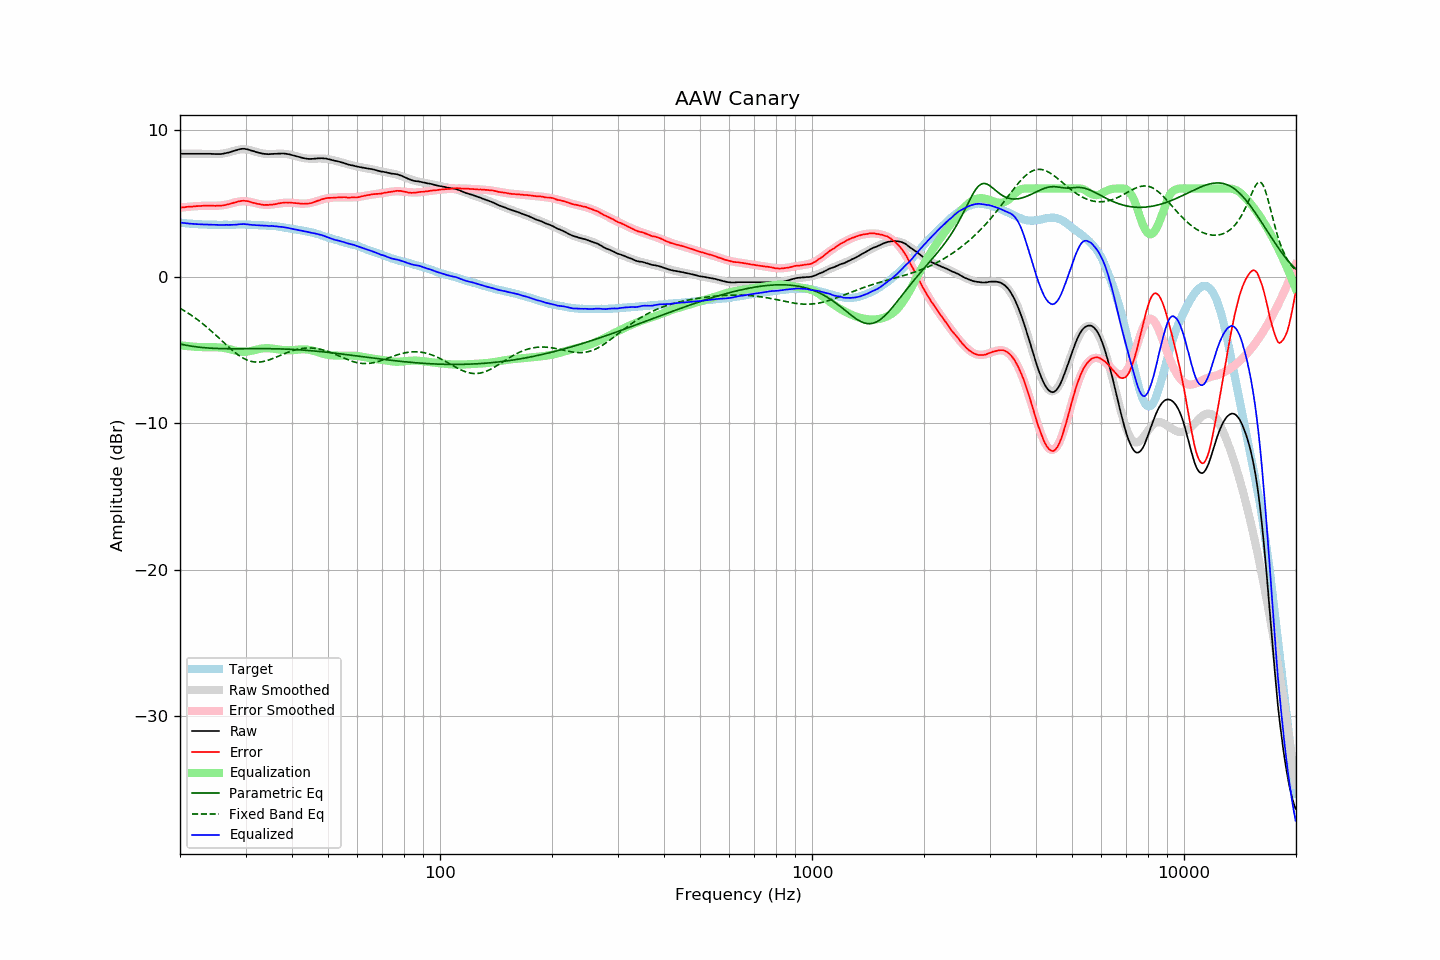 AAW Canary
10
0
−10
−20
−30
Amplitude (dBr)
Target
Raw Smoothed
Error Smoothed
Raw
Error
Equalization
Parametric Eq
Fixed Band Eq
Equalized
100
1000
10000
Frequency (Hz)